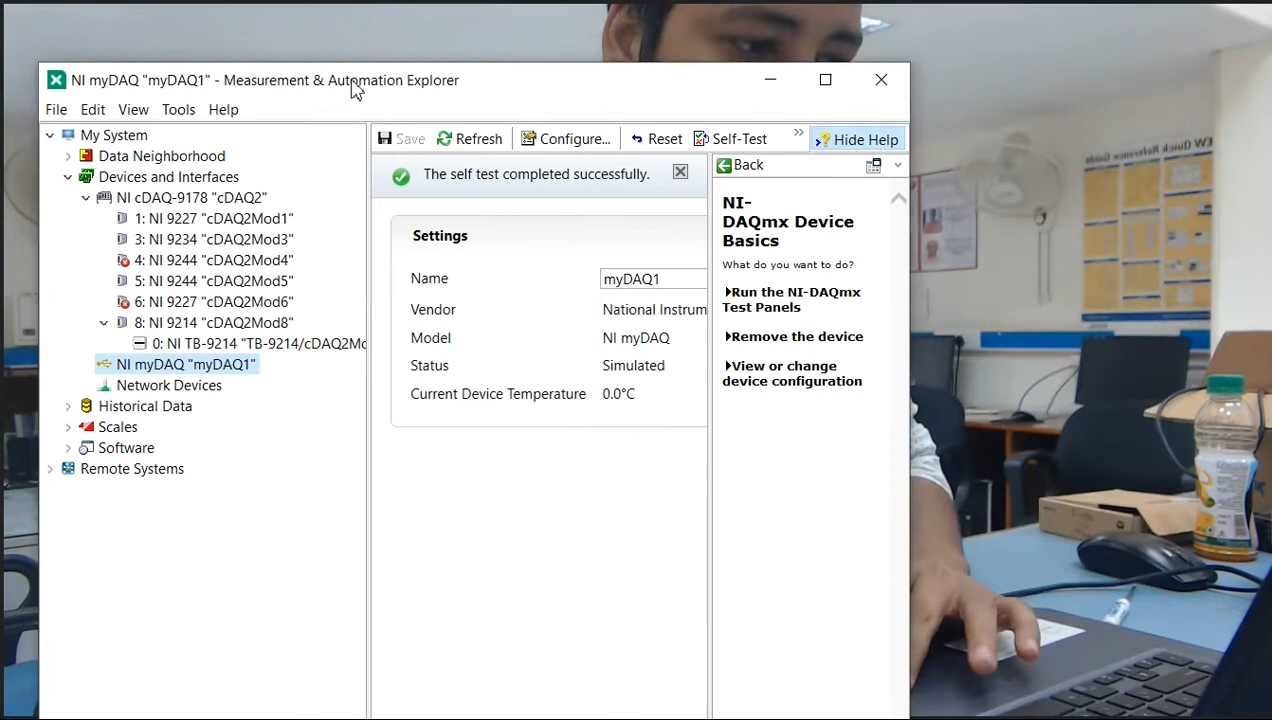 NI myDAQ "myDAQ1" - Measurement & Automation Explorer
File Edit View Tools Help
My System
Data Neighborhood
Devices and Interfaces
NI cDAQ-9178 "cDAQ2"
1: NI 9227 "cDAQ2Mod1"
3: NI 9234 "cDAQ2Mod3"
4: NI 9244 "cDAQ2Mod4"
5: NI 9244 "cDAQ2Mod5"
6: NI 9227 "cDAQ2Mod6"
8: NI 9214 "cDAQ2Mod8"
0: NI TB-9214 "TB-9214/cDAQ2Mo
NI myDAQ "myDAQ1"
Network Devices
Historical Data
Scales
Software
Remote Systems
Save Refresh Configure... Reset Self-Test » Hide Help
The self test completed successfully.
Settings
Name myDAQ1
Vendor National Instrum
Model NI myDAQ
Status Simulated
Current Device Temperature 0.0°C
Back
NI-
DAQmx Device
Basics
What do you want to do?
Run the NI-DAQmx
Test Panels
Remove the device
View or change
device configuration
EW Quick Reference Guide